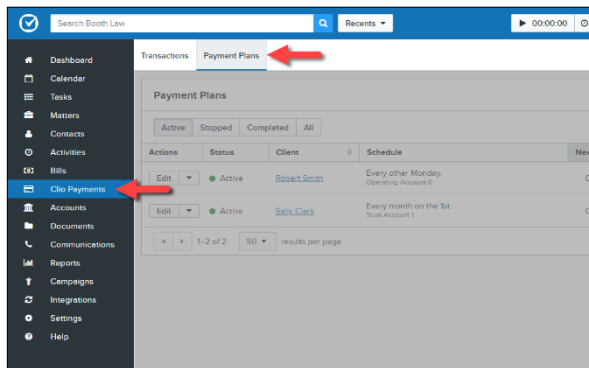 Search Booth Law
Recents
00:00:00
Dashboard
Calendar
Tasks
Matters
Contacts
Activities
Bills
Clio Payments
Accounts
Documents
Communications
Reports
Campaigns
Integrations
Settings
Help
Transactions Payment Plans
Payment Plans
Active Stopped Completed All
Actions Status Client Schedule
Edit Active Robert Smith Every other Monday.
Operating Account 0
Edit Active Sally Clark Every month on the 1st.
Trust Account 1
1-2 of 2 50 results per page